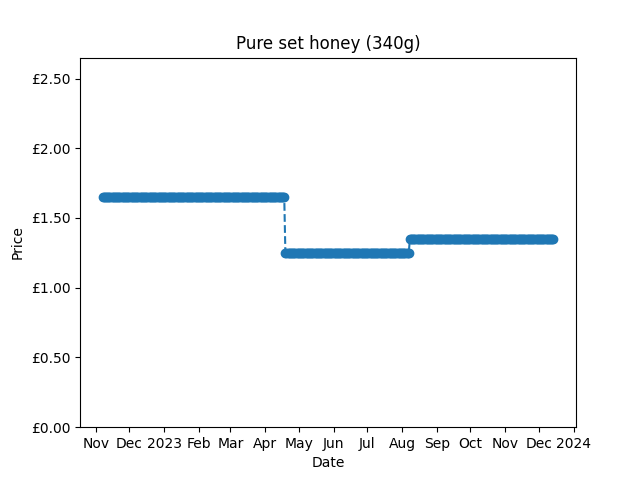 Pure set honey (340g)
£2.50
£2.00
£1.50
£1.00
£0.50
£0.00
Price
Nov Dec 2023 Feb Mar Apr May Jun Jul Aug Sep Oct Nov Dec 2024
Date